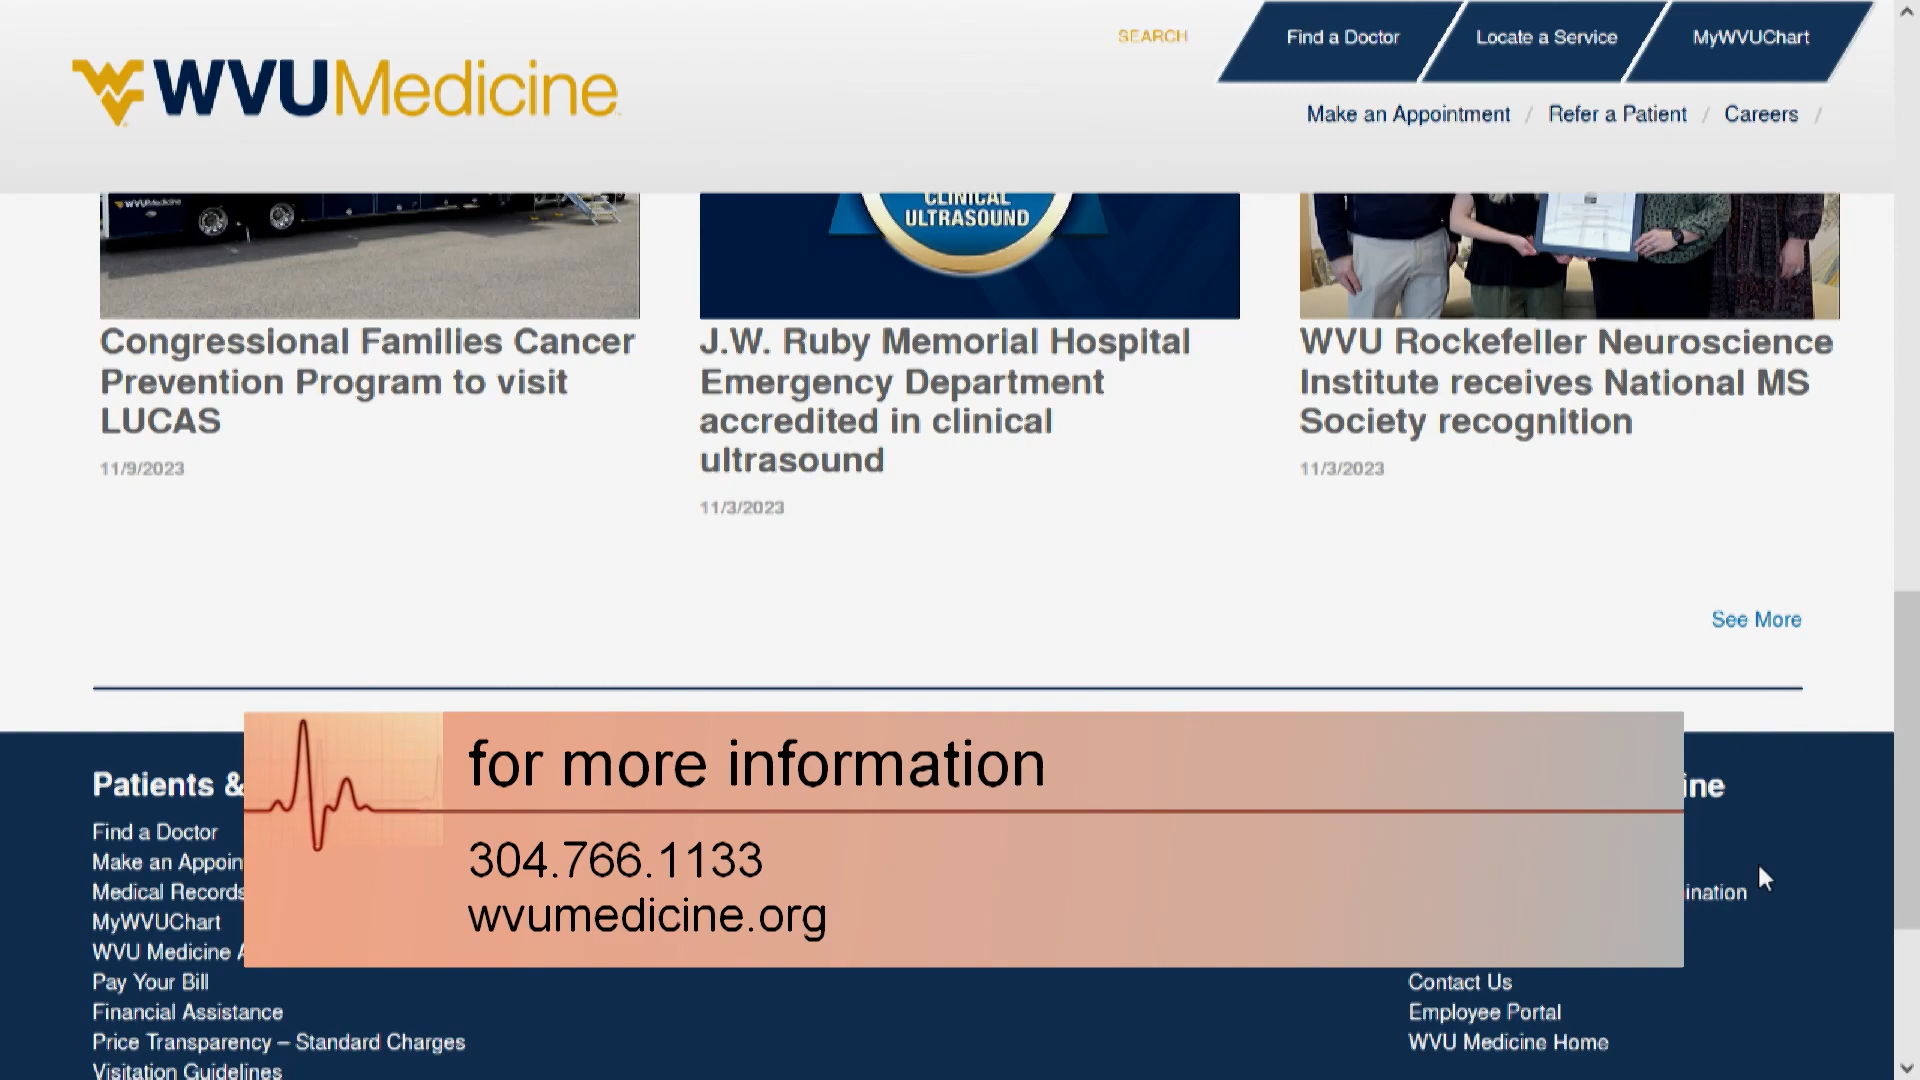 SEARCH
Find a Doctor
Locate a Service
MyWVUChart
WVUMedicine
Make an Appointment / Refer a Patient / Careers /
WVUMedicine
CLINICAL
ULTRASOUND
Congressional Families Cancer
Prevention Program to visit
LUCAS
11/9/2023
J.W. Ruby Memorial Hospital
Emergency Department
accredited in clinical
ultrasound
11/3/2023
WVU Rockefeller Neuroscience
Institute receives National MS
Society recognition
11/3/2023
See More
for more information
304.766.1133
wvumedicine.org
Patients &
Find a Doctor
Make an Appoin
Medical Records
MyWVUChart
WVU Medicine A
Pay Your Bill
Financial Assistance
Price Transparency – Standard Charges
Visitation Guidelines
ine
ination
Contact Us
Employee Portal
WVU Medicine Home